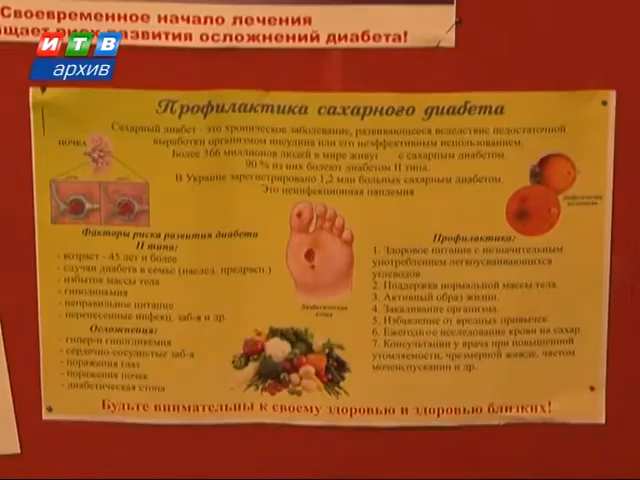 Своевременное начало лечения
щает риск развития осложнений диабета!
ИТВ
архив
Профилактика сахарного диабета
Сахарный диабет - это хроническое заболевание, развивающееся вследствие недостаточной
выработки организмом инсулина или его неэффективным использованием.
Более 366 миллионов людей в мире живут с сахарным диабетом.
90 % из них болеют диабетом II типа.
В Украине зарегистрировано 1,2 млн больных сахарным диабетом.
Это неинфекционная пандемия
ПОЧКА
Факторы риска развития диабета
II типа:
- возраст - 45 лет и более
- случаи диабета в семье (наслед. предрасп.)
- избыток массы тела
- гиподинамия
- неправильное питание
- перенесенные инфекц. заб-я и др.
Осложнения:
- гипер-и гипогликемия
- сердечно-сосудистые заб-я
- поражения глаз
- поражения почек
- диабетическая стопа
Диабетическая
стопа
Профилактика:
1. Здоровое питание с незначительным
употреблением легкоусваивающихся
углеводов.
2. Поддержка нормальной массы тела.
3. Активный образ жизни.
4. Закаливание организма.
5. Избавление от вредных привычек.
6. Ежегодное исследование крови на сахар.
7. Консультации у врача при повышенной
утомляемости, чрезмерной жажде, частом
мочеиспускании и др.
Будьте внимательны к своему здоровью и здоровью близких!